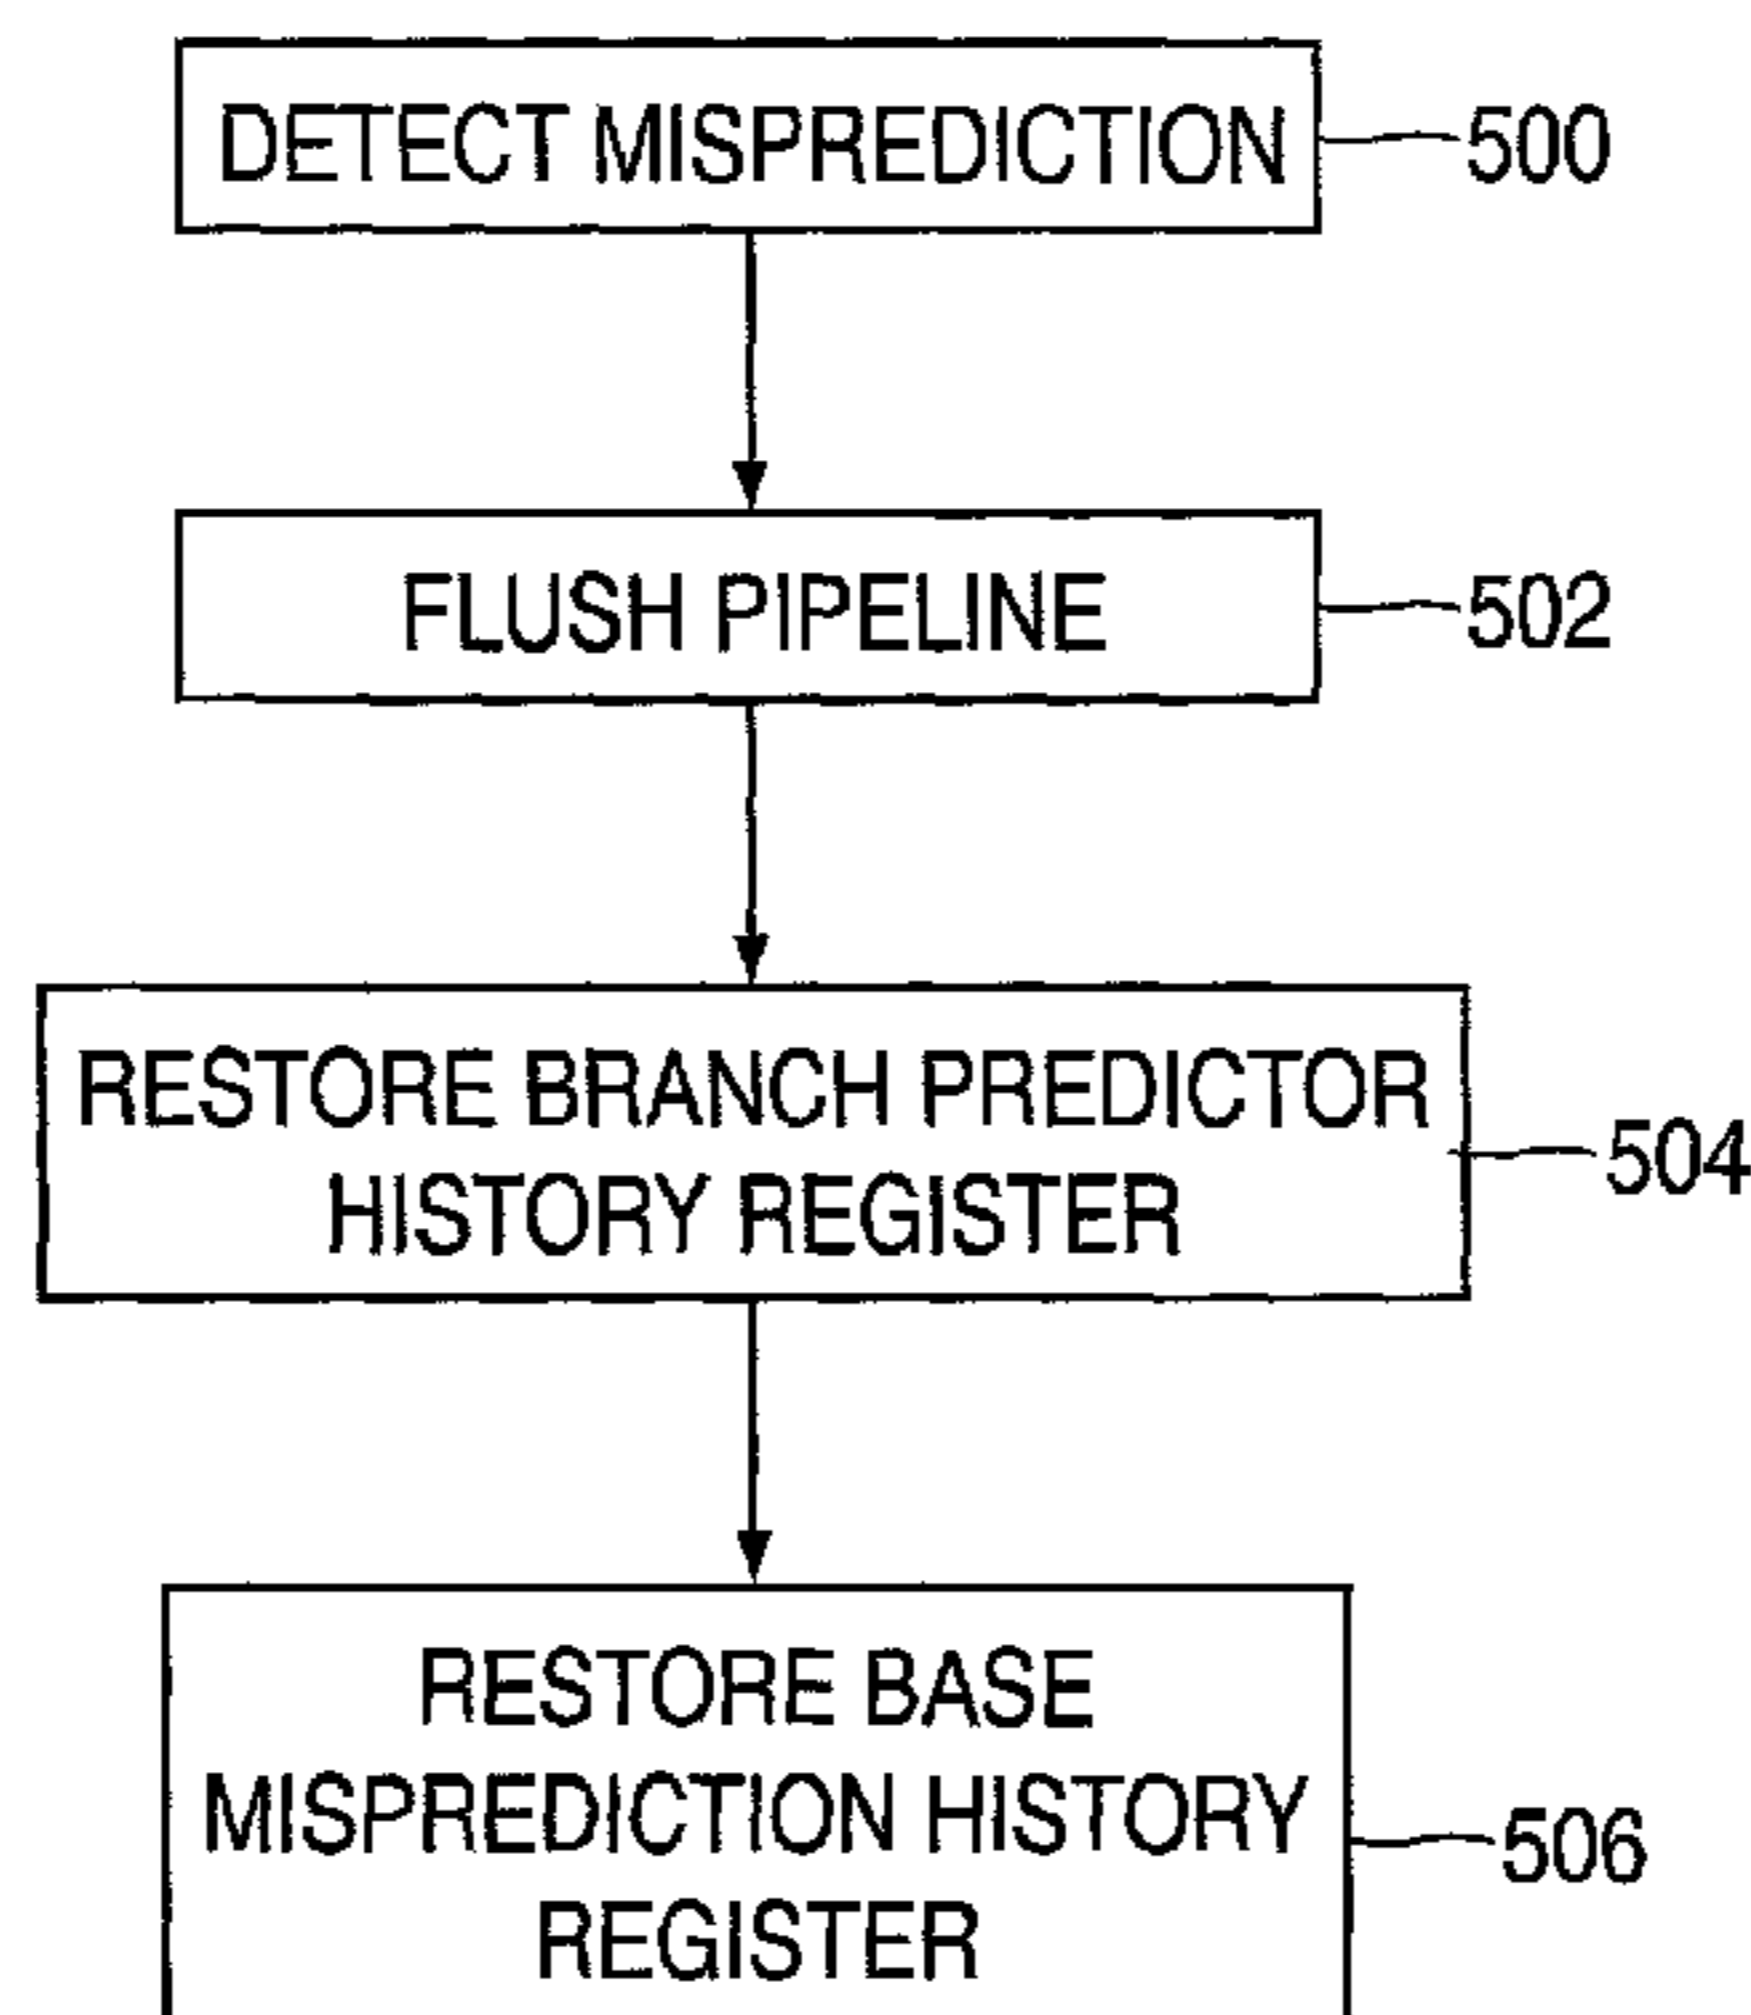 DETECT MISPREDICTION
500
FLUSH PIPELINE
502
RESTORE BRANCH PREDICTOR
HISTORY REGISTER
504
RESTORE BASE
MISPREDICTION HISTORY
REGISTER
506